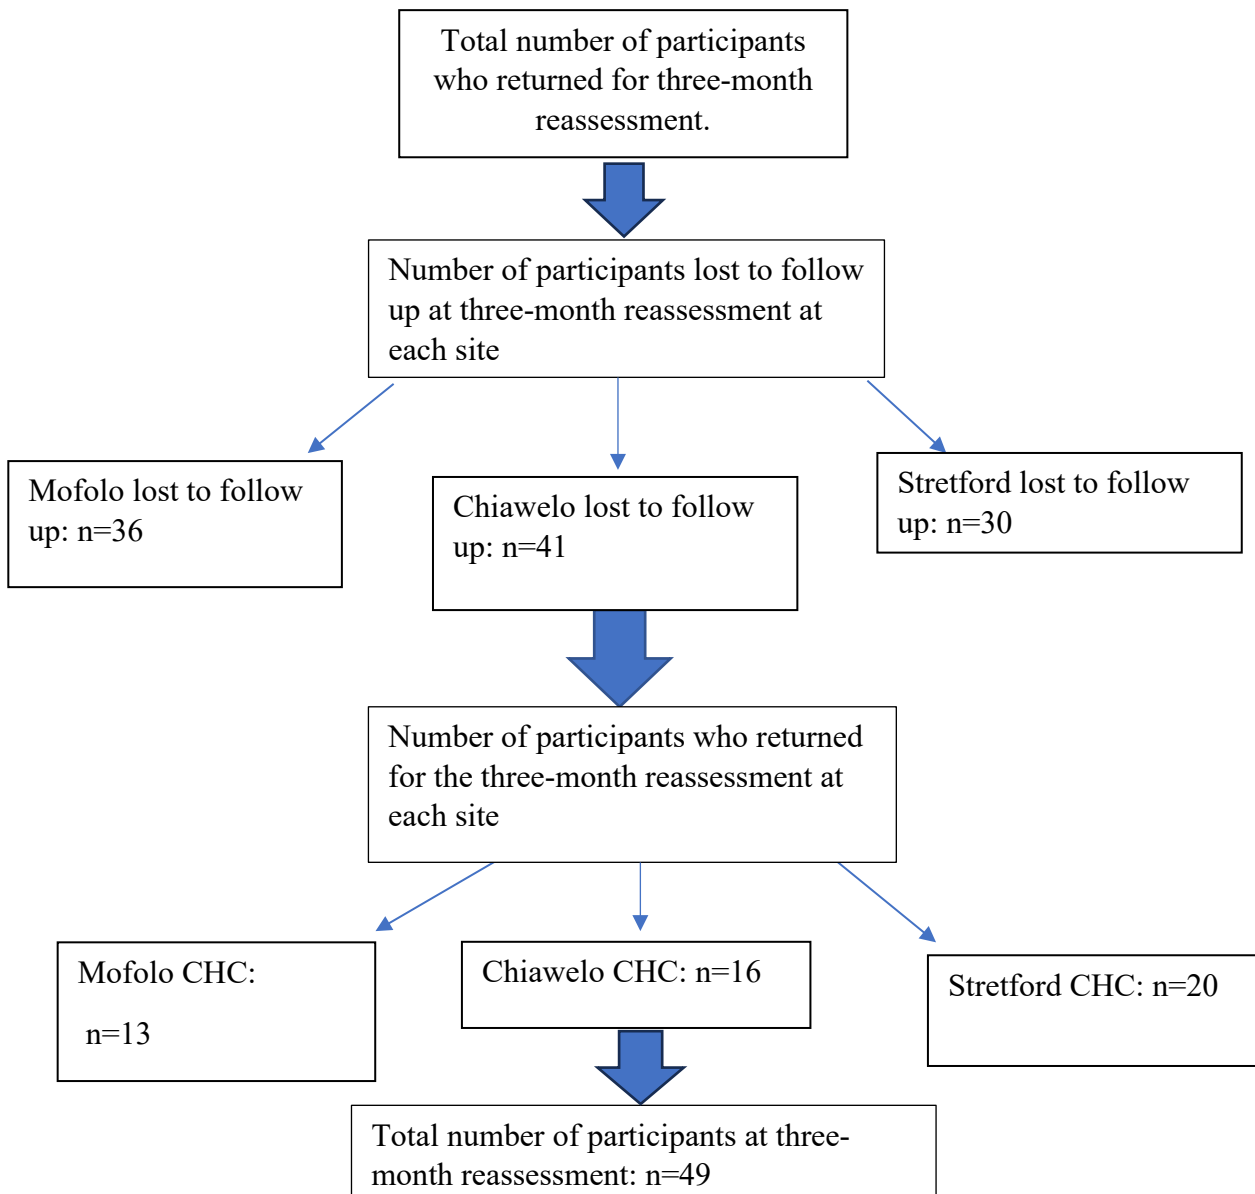 Total number of participants
who returned for three-month
reassessment.
Number of participants lost to follow
up at three-month reassessment at
each site
Mofolo lost to follow
up: n=36
Chiawelo lost to follow
up: n=41
Stretford lost to follow
up: n=30
Number of participants who returned
for the three-month reassessment at
each site
Mofolo CHC:
n=13
Chiawelo CHC: n=16
Stretford CHC: n=20
Total number of participants at three-
month reassessment: n=49